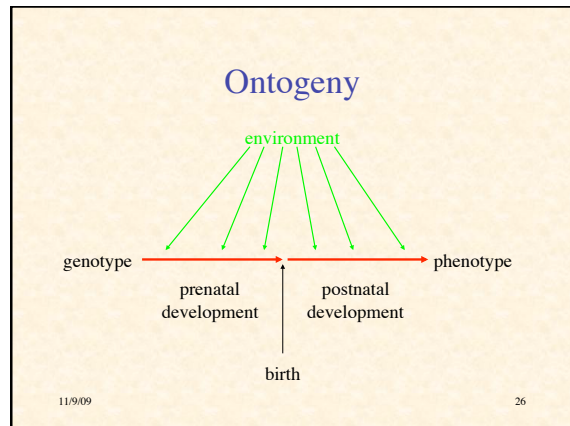 Ontogeny
environment
genotype
phenotype
prenatal
development
postnatal
development
birth
11/9/09
26